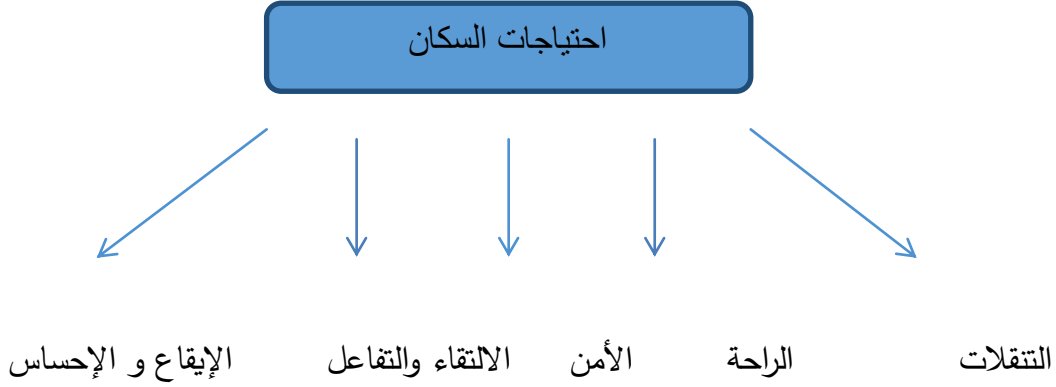 احتياجات السكان
التنقلات الراحة الأمن الالتقاء والتفاعل الإيقاع و الإحساس